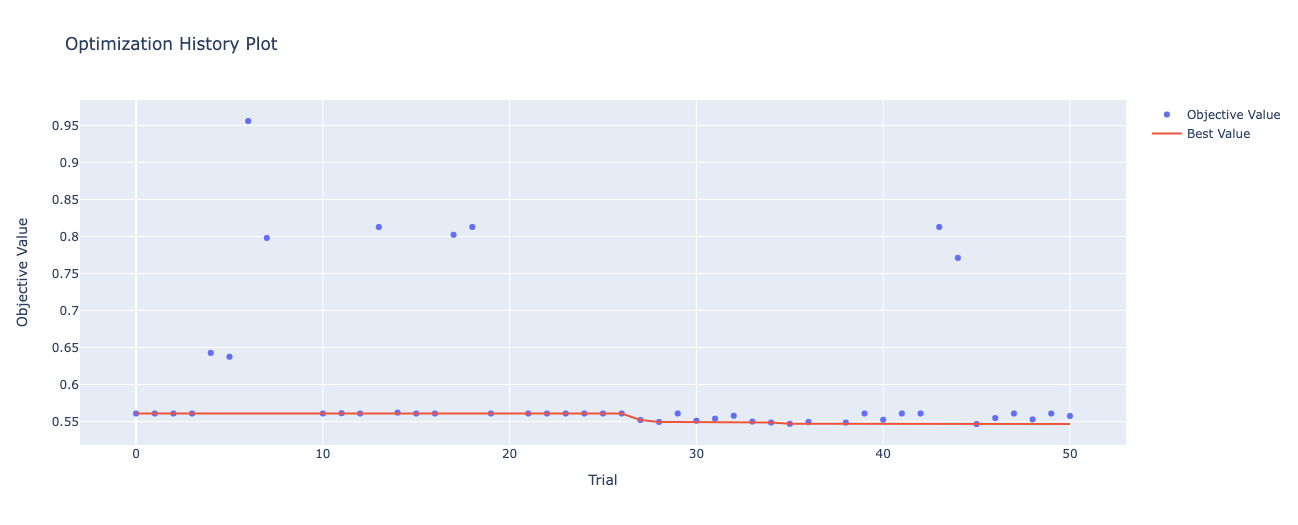 Optimization History Plot
Objective Value
Best Value
0.95
0.9
0.85
0.8
0.75
0.7
0.65
0.6
0.55
Objective Value
0 10 20 30 40 50
Trial